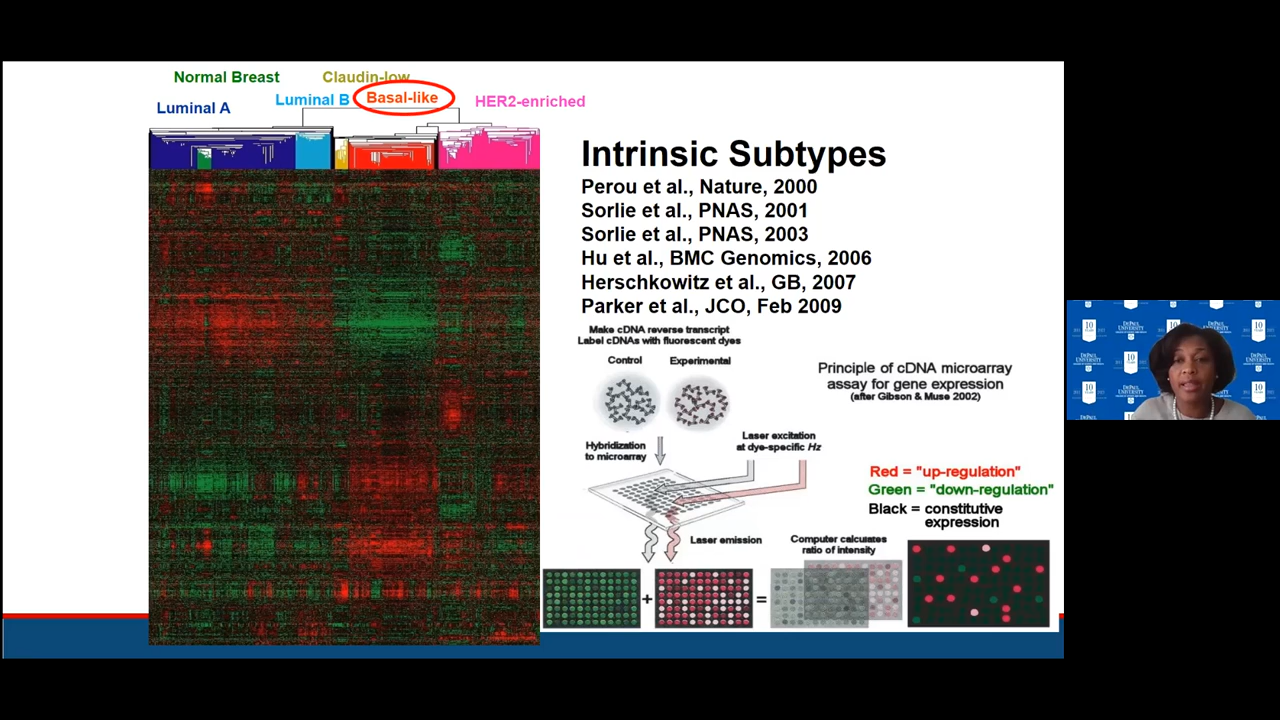 Normal Breast
Claudin-low
Luminal A
Luminal B
Basal-like
HER2-enriched
Intrinsic Subtypes
Perou et al., Nature, 2000
Sorlie et al., PNAS, 2001
Sorlie et al., PNAS, 2003
Hu et al., BMC Genomics, 2006
Herschkowitz et al., GB, 2007
Parker et al., JCO, Feb 2009
Make cDNA reverse transcript
Label cDNAs with fluorescent dyes
Control
Experimental
Principle of cDNA microarray
assay for gene expression
(after Gibson & Muse 2002)
Hybridization
to microarray
Laser excitation
at dye-specific Hz
Red = "up-regulation"
Green = "down-regulation"
Black = constitutive
expression
Laser emission
Computer calculates
ratio of intensity
+
=
10
DEPAUL
UNIVERSITY